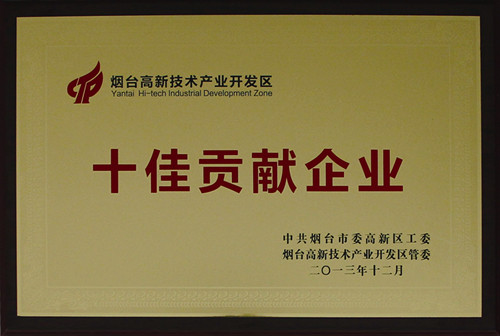 烟台高新技术产业开发区
Yantai Hi-tech Industrial Development Zone
十佳贡献企业
中共烟台市委高新区工委
烟台高新技术产业开发区管委
二〇一三年十二月